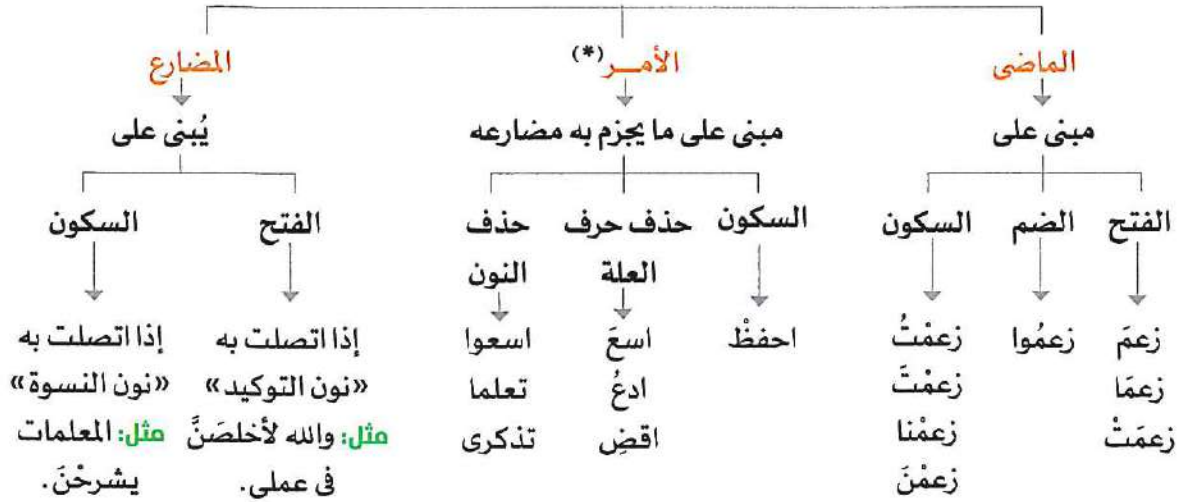 الماضى
مبنى على
الفتح
زعمَ
زعمَا
زعمَتْ
الضم
زعمُوا
السكون
زعمْتُ
زعمْتَ
زعمْنا
زعمْنَ
الأمـــر(*)
مبنى على ما يجزم به مضارعه
السكون
احفظْ
حذف حرف
العلة
اسعَ
ادعُ
اقضِ
حذف
النون
اسعوا
تعلما
تذكرى
المضارع
يُبنى على
الفتح
إذا اتصلت به
«نون التوكيد»
مثل: والله لأخلصَنَّ
فى عملى.
السكون
إذا اتصلت به
«نون النسوة»
مثل: المعلمات
يشرحْنَ.